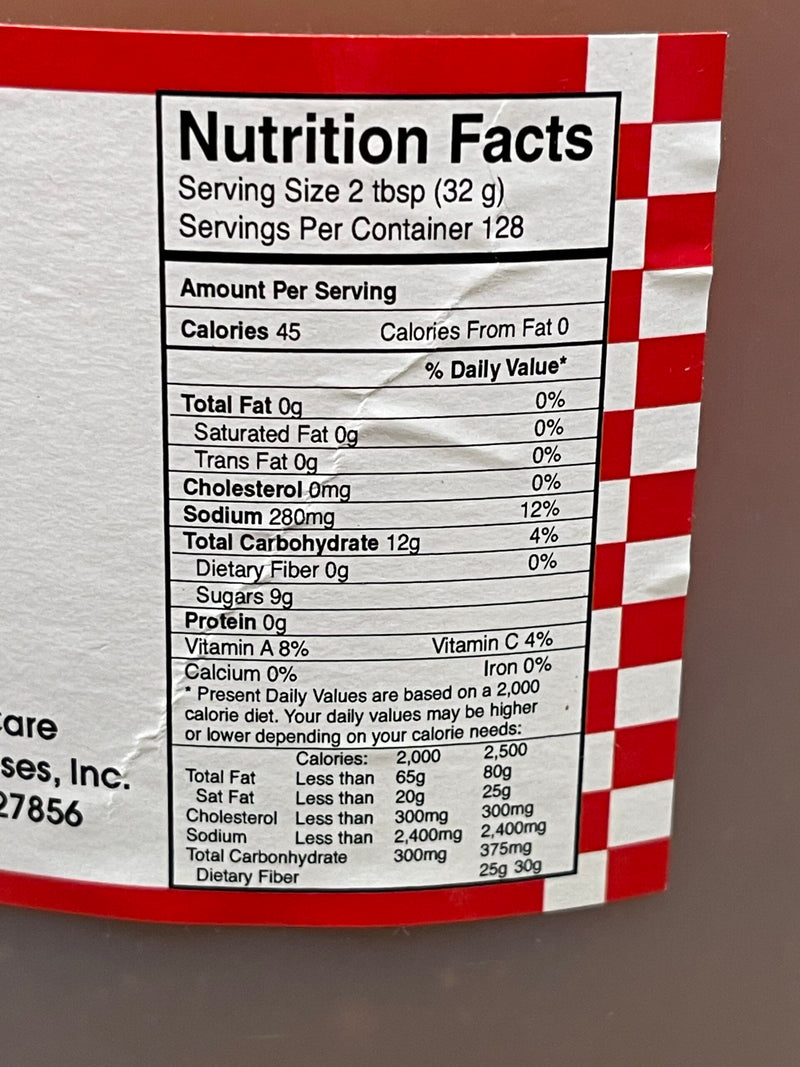 Nutrition Facts
Serving Size 2 tbsp (32 g)
Servings Per Container 128
Amount Per Serving
Calories 45 Calories From Fat 0
% Daily Value*
Total Fat 0g 0%
Saturated Fat 0g 0%
Trans Fat 0g 0%
Cholesterol 0mg 0%
Sodium 280mg 12%
Total Carbohydrate 12g 4%
Dietary Fiber 0g 0%
Sugars 9g
Protein 0g
Vitamin A 8% Vitamin C 4%
Calcium 0% Iron 0%
* Present Daily Values are based on a 2,000
calorie diet. Your daily values may be higher
or lower depending on your calorie needs:
Calories: 2,000 2,500
Total Fat Less than 65g 80g
Sat Fat Less than 20g 25g
Cholesterol Less than 300mg 300mg
Sodium Less than 2,400mg 2,400mg
Total Carbonhydrate 300mg 375mg
Dietary Fiber 25g 30g
are
ses, Inc.
27856